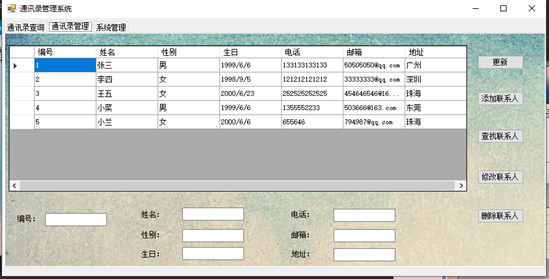 通讯录管理系统
通讯录查询 通讯录管理 系统管理
编号 姓名 性别 生日 电话 邮箱 地址
1 张三 男 1999/6/6 133133133133 50505050@qq.com 广州
2 李四 女 1998/9/5 121212121212 33333333@qq.com 深圳
3 王五 女 2000/6/23 252525252525 454646546@16... 珠海
4 小菜 男 1999/6/6 1355552233 503666@163.com 东莞
5 小兰 女 2000/6/6 655646 794987@qq.com 珠海
更新
添加联系人
查找联系人
修改联系人
删除联系人
编号: 姓名: 电话:
性别: 邮箱:
生日: 地址: